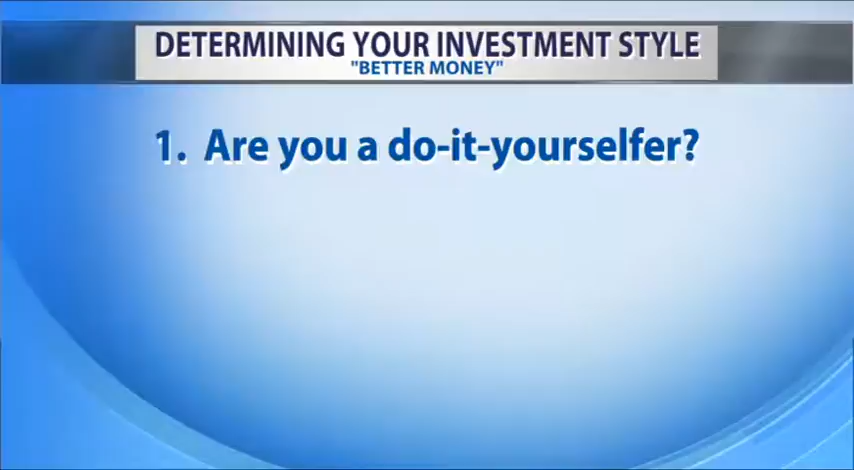 DETERMINING YOUR INVESTMENT STYLE
"BETTER MONEY"
1. Are you a do-it-yourselfer?